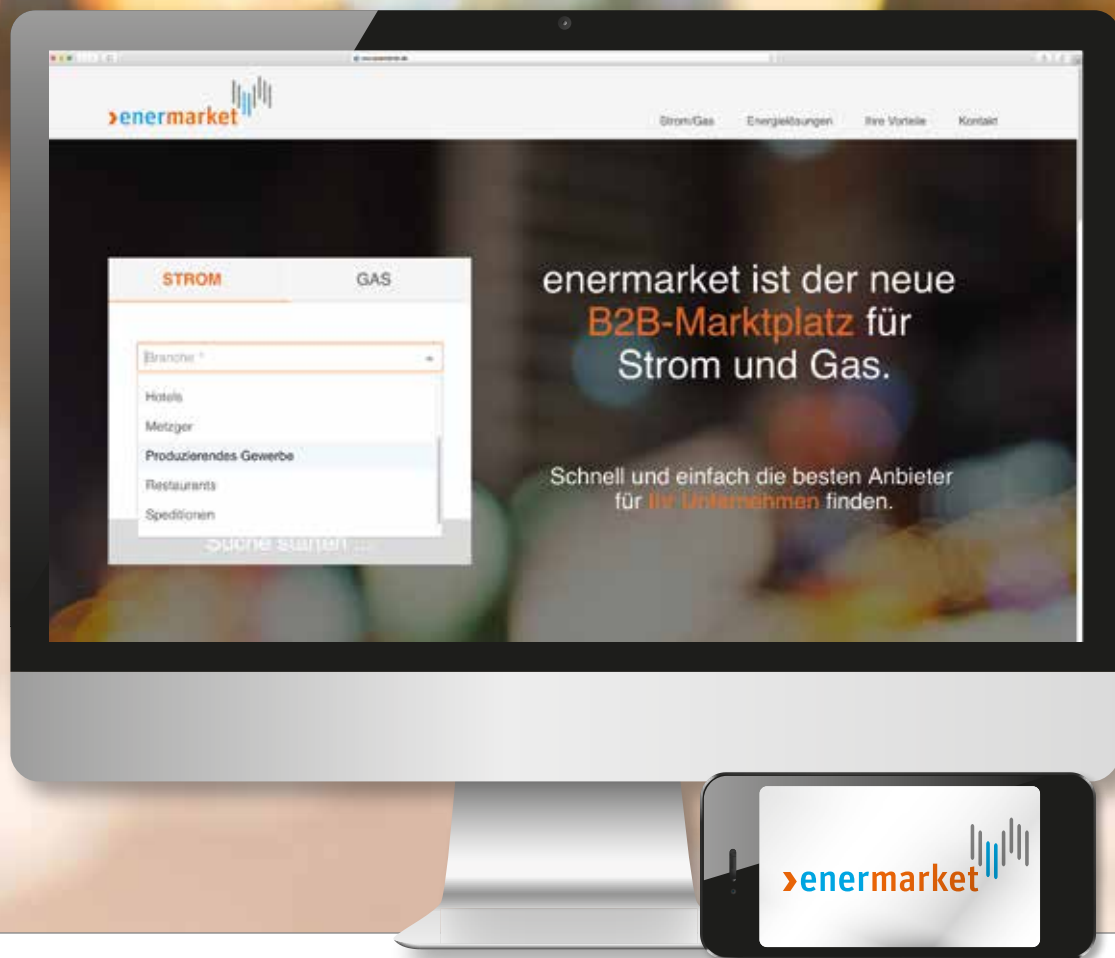 enermarket
Strom/Gas Energielösungen Ihre Vorteile Kontakt
STROM GAS
Branche *
Hotels
Metzger
Produzierendes Gewerbe
Restaurants
Speditionen
Suche starten ...
enermarket ist der neue
B2B-Marktplatz für
Strom und Gas.
Schnell und einfach die besten Anbieter
für Ihr Unternehmen finden.
enermarket